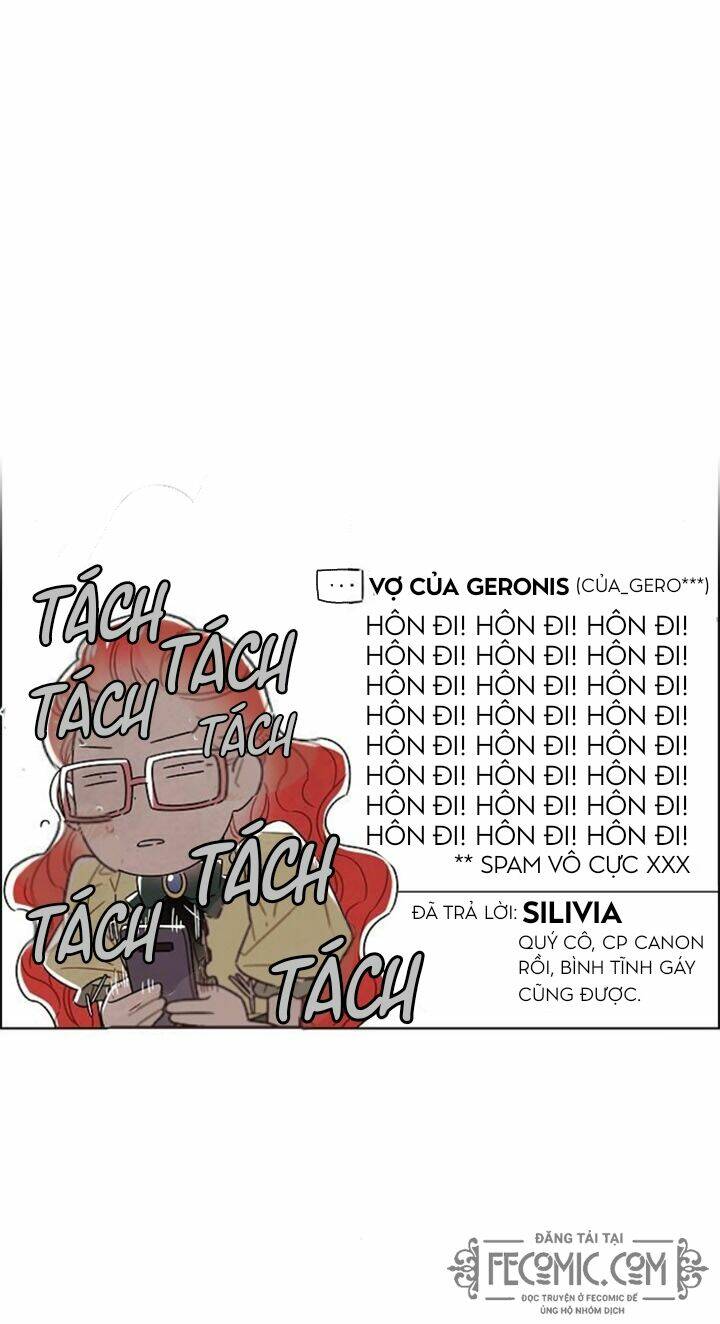 TÁCH
TÁCH
TÁCH
TÁCH
TÁCH
TÁCH
TÁCH
... VỢ CỦA GERONIS (CỦA_GERO***)
HÔN ĐI! HÔN ĐI! HÔN ĐI!
HÔN ĐI! HÔN ĐI! HÔN ĐI!
HÔN ĐI! HÔN ĐI! HÔN ĐI!
HÔN ĐI! HÔN ĐI! HÔN ĐI!
HÔN ĐI! HÔN ĐI! HÔN ĐI!
HÔN ĐI! HÔN ĐI! HÔN ĐI!
HÔN ĐI! HÔN ĐI! HÔN ĐI!
HÔN ĐI! HÔN ĐI! HÔN ĐI!
** SPAM VÔ CỰC XXX
ĐÃ TRẢ LỜI: SILIVIA
QUÝ CÔ, CP CANON
RỒI, BÌNH TĨNH GÁY
CŨNG ĐƯỢC.
ĐĂNG TẢI TẠI
FECOMIC.COM
ĐỌC TRUYỆN Ở FECOMIC ĐỂ
ỦNG HỘ NHÓM DỊCH